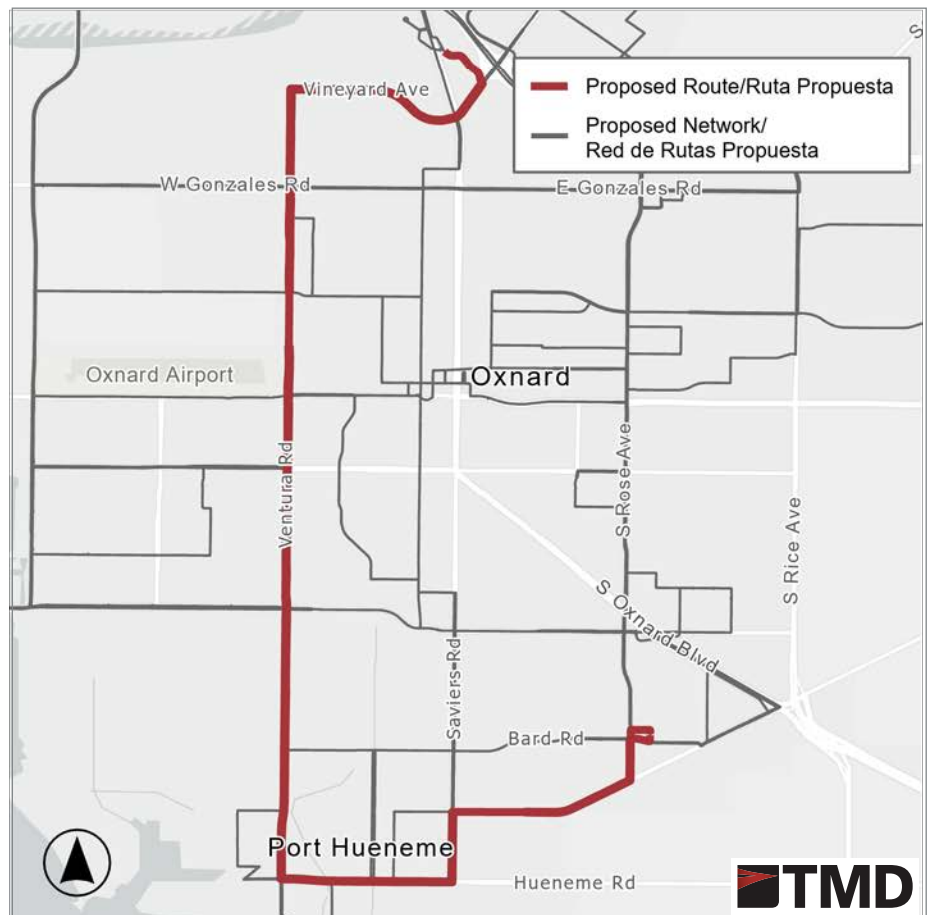 Vineyard Ave
Proposed Route/Ruta Propuesta
Proposed Network/
Red de Rutas Propuesta
W Gonzales Rd
E Gonzales Rd
Oxnard Airport
Oxnard
Ventura Rd
S Rose Ave
S Rice Ave
S Oxnard Blvd
Saviers Rd
Bard Rd
Port Hueneme
Hueneme Rd
TMD